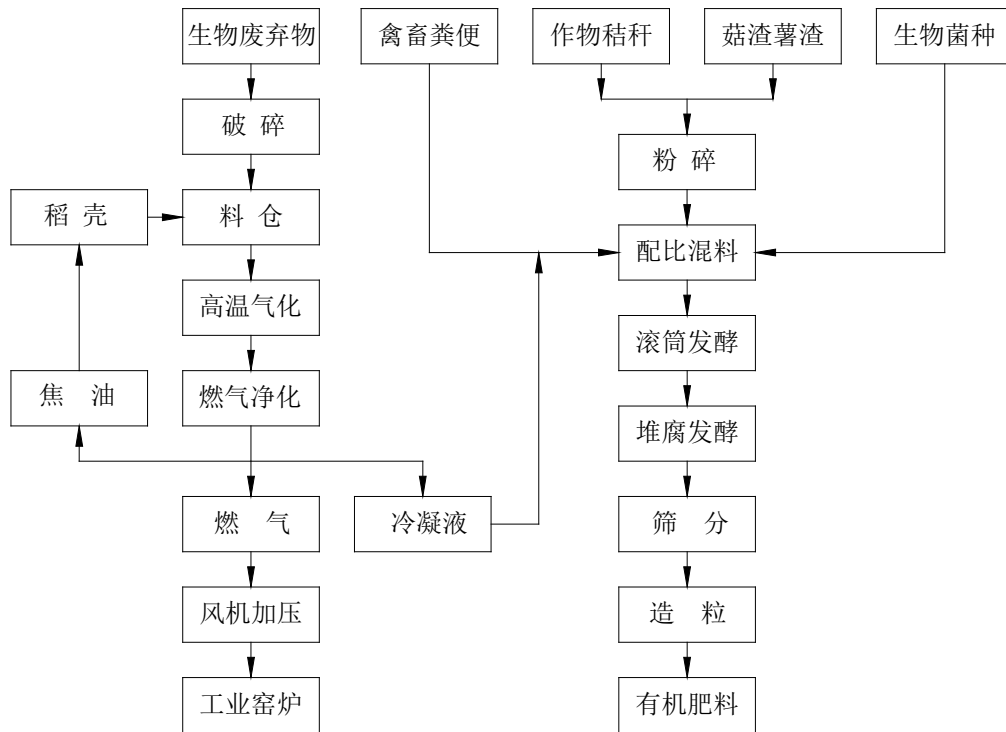 生物废弃物
禽畜粪便
作物秸秆
菇渣薯渣
生物菌种
破 碎
粉 碎
稻 壳
料 仓
配比混料
高温气化
滚筒发酵
焦 油
燃气净化
堆腐发酵
燃 气
冷凝液
筛 分
风机加压
造 粒
工业窑炉
有机肥料